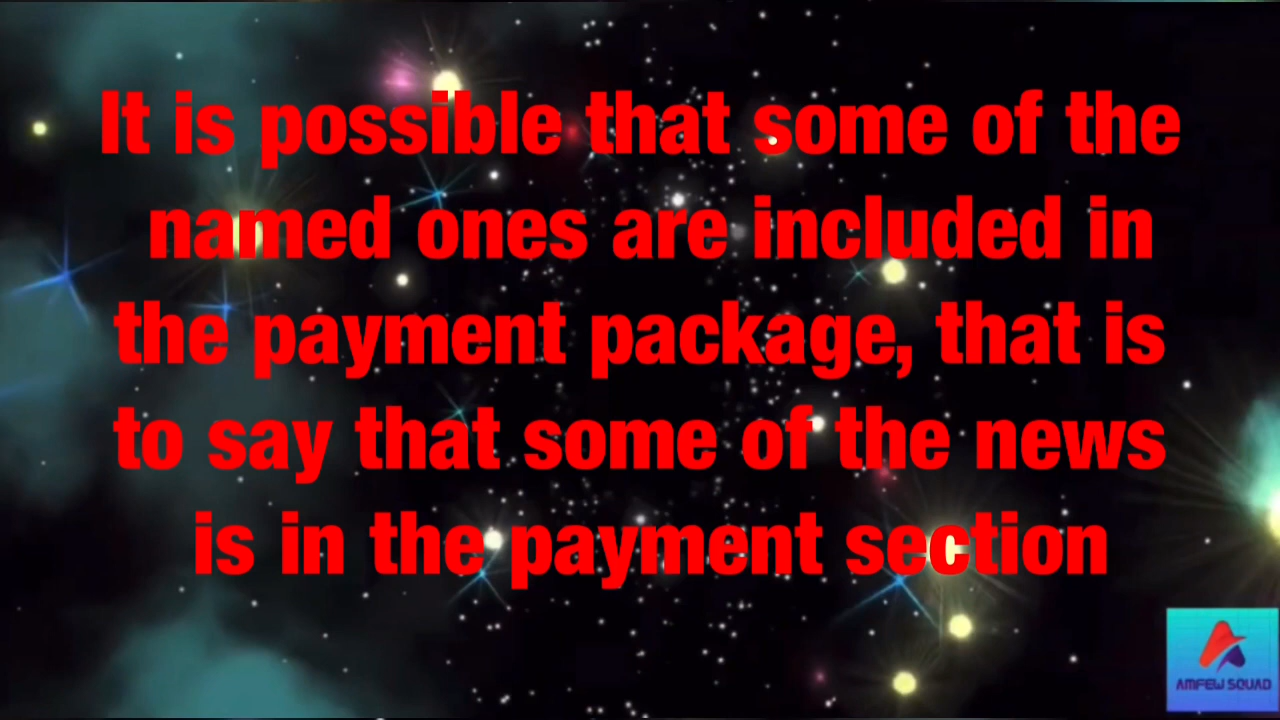 It is possible that some of the
named ones are included in
the payment package, that is
to say that some of the news
is in the payment section
AMFEW SQUAD